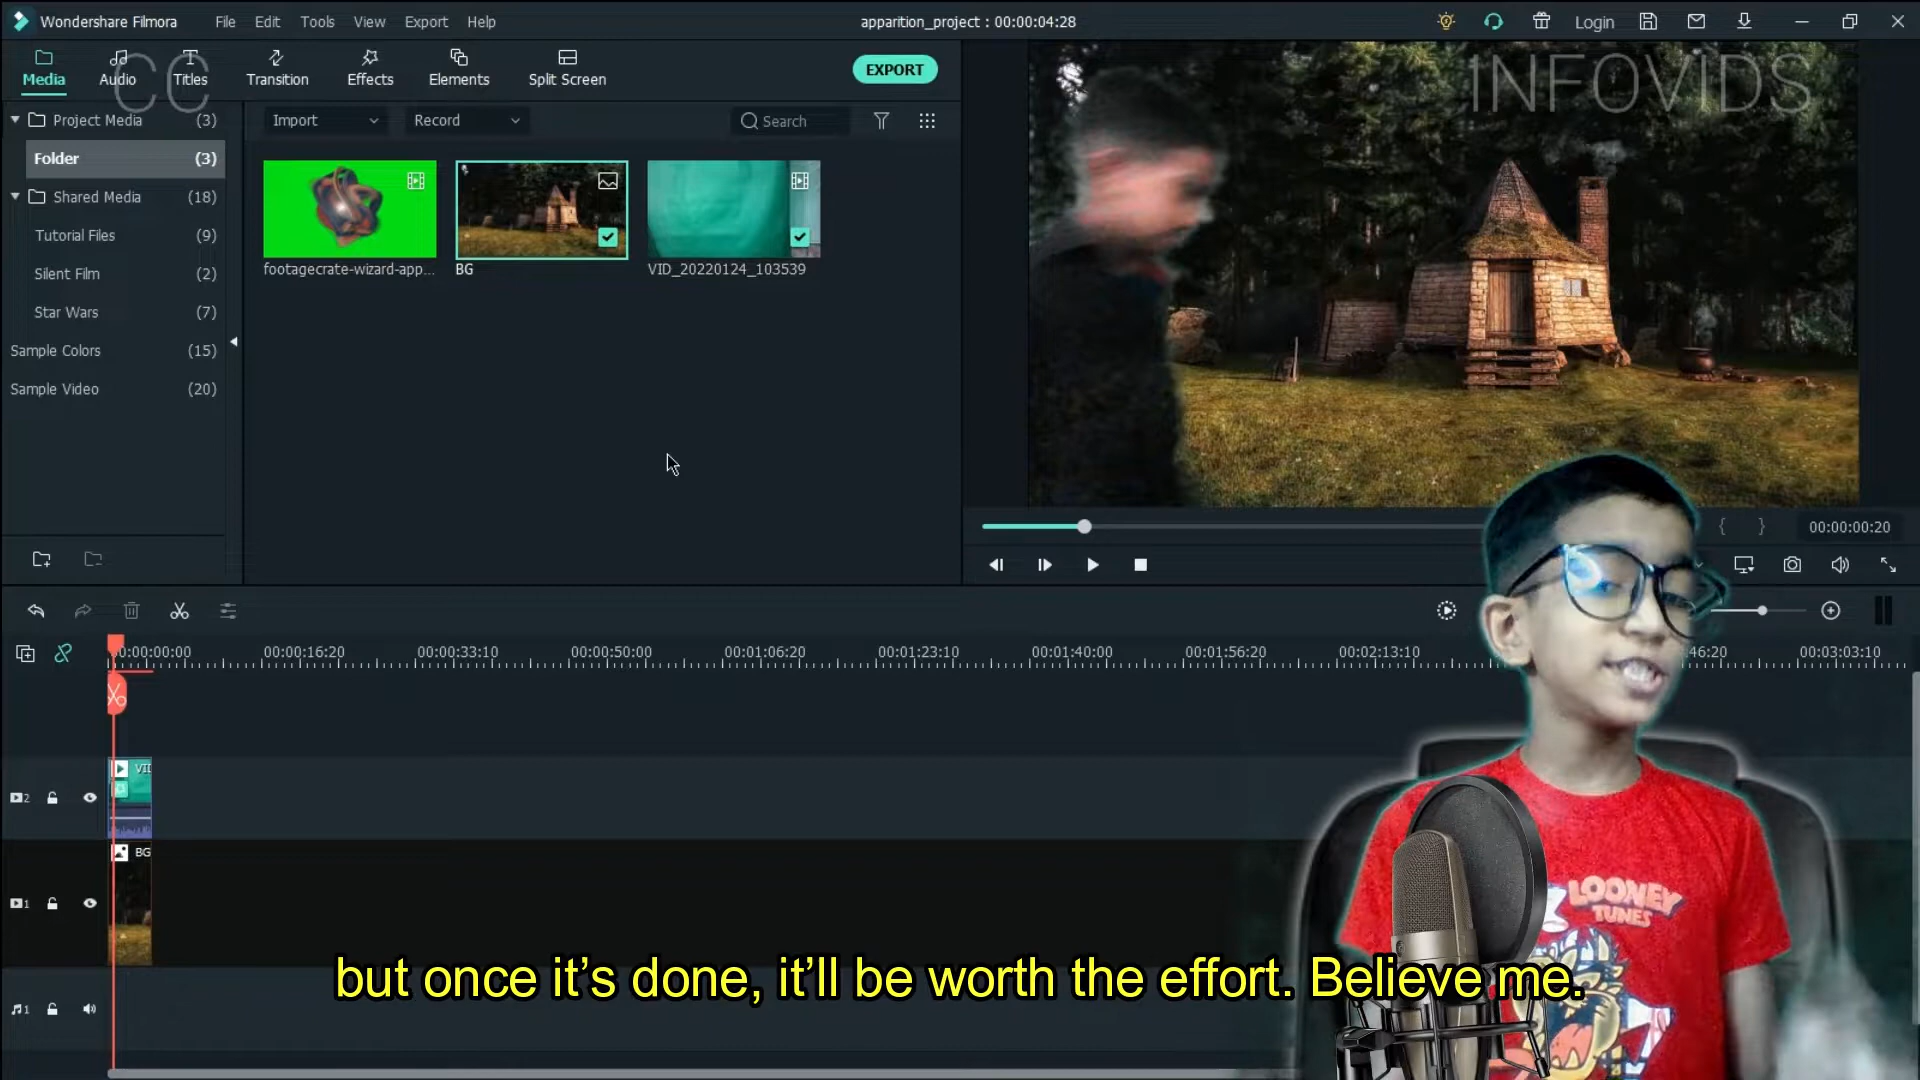 Wondershare Filmora File Edit Tools View Export Help apparition_project : 00:00:04:28 Login
Media Audio Titles Transition Effects Elements Split Screen EXPORT
CC
INFOVIDS
Project Media (3)
Folder (3)
Shared Media (18)
Tutorial Files (9)
Silent Film (2)
Star Wars (7)
Sample Colors (15)
Sample Video (20)
Import Record Search
footagecrate-wizard-app... BG VID_20220124_103539
{ } 00:00:00:20
00:00:00:00 00:00:16:20 00:00:33:10 00:00:50:00 00:01:06:20 00:01:23:10 00:01:40:00 00:01:56:20 00:02:13:10 46:20 00:03:03:10
2 VID
1 BG
1
LOONEY
TUNES
but once it's done, it'll be worth the effort. Believe me.